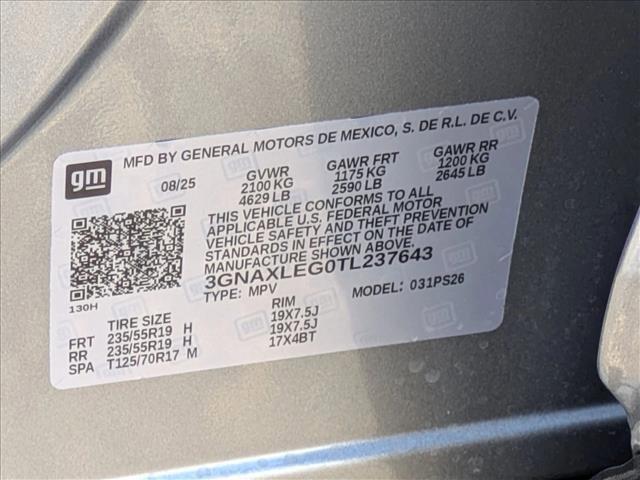 gm
MFD BY GENERAL MOTORS DE MEXICO, S. DE R.L. DE C.V.
08/25 GVWR GAWR FRT GAWR RR
2100 KG 1175 KG 1200 KG
4629 LB 2590 LB 2645 LB
THIS VEHICLE CONFORMS TO ALL
APPLICABLE U.S. FEDERAL MOTOR
VEHICLE SAFETY AND THEFT PREVENTION
STANDARDS IN EFFECT ON THE DATE OF
MANUFACTURE SHOWN ABOVE.
3GNAXLEG0TL237643
130H
TYPE: MPV MODEL: 031PS26
TIRE SIZE RIM
FRT 235/55R19 H 19X7.5J
RR 235/55R19 H 19X7.5J
SPA T125/70R17 M 17X4BT